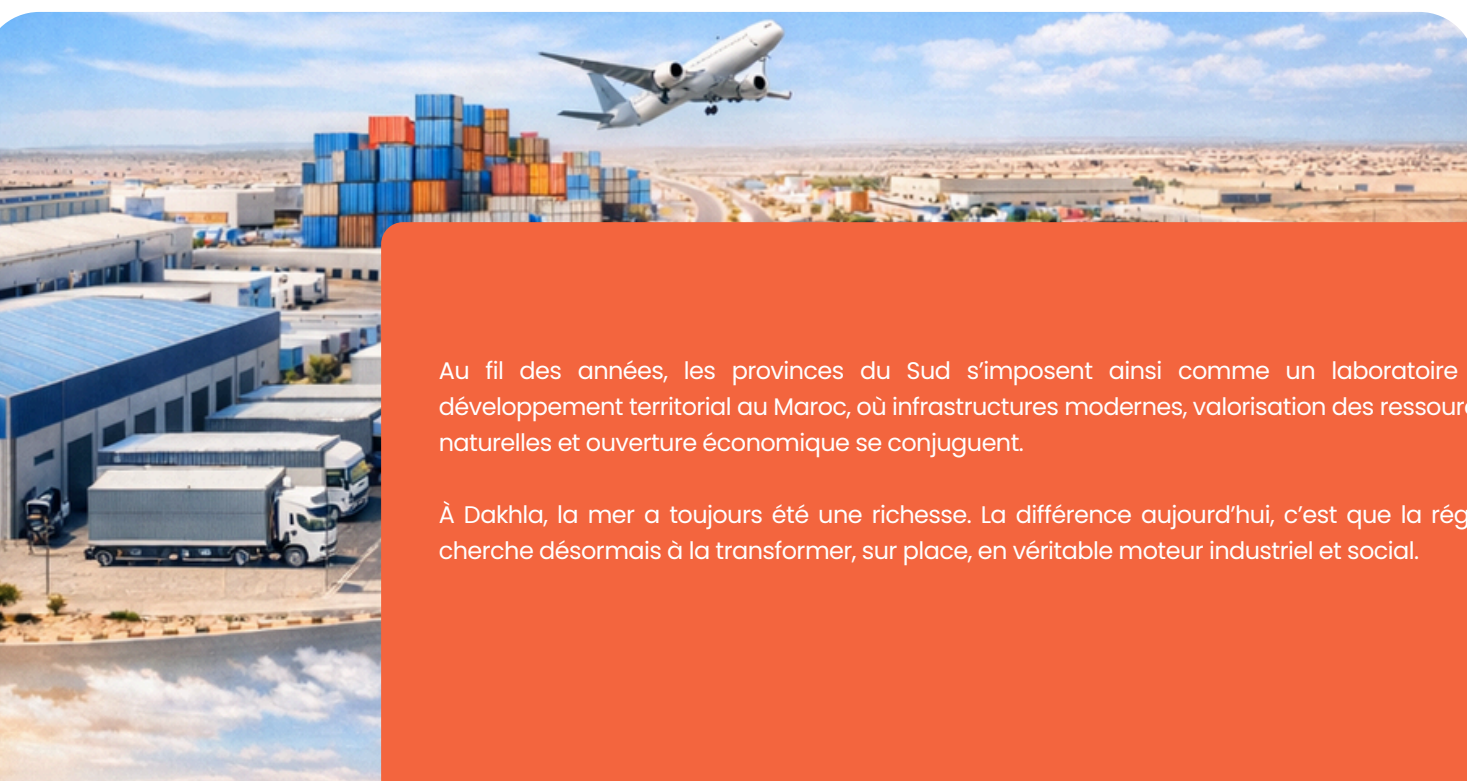 Au fil des années, les provinces du Sud s’imposent ainsi comme un laboratoire
développement territorial au Maroc, où infrastructures modernes, valorisation des
naturelles et ouverture économique se conjuguent.
À Dakhla, la mer a toujours été une richesse. La différence aujourd’hui, c’est que la
cherche désormais à la transformer, sur place, en véritable moteur industriel et social.